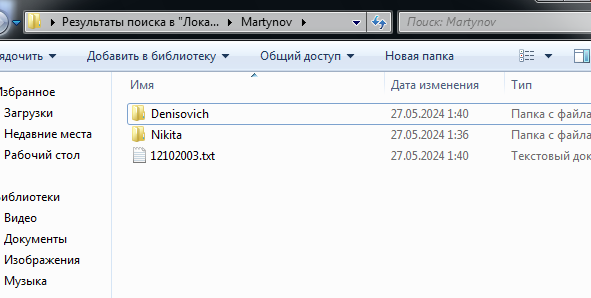 Результаты поиска в "Лока... Martynov Поиск: Martynov
ядочить Добавить в библиотеку Общий доступ Новая папка
Имя Дата изменения Тип
Избранное
Загрузки
Недавние места
Рабочий стол
Denisovich 27.05.2024 1:40 Папка с файла
Nikita 27.05.2024 1:36 Папка с файла
12102003.txt 27.05.2024 1:40 Текстовый док
иблиотеки
Видео
Документы
Изображения
Музыка